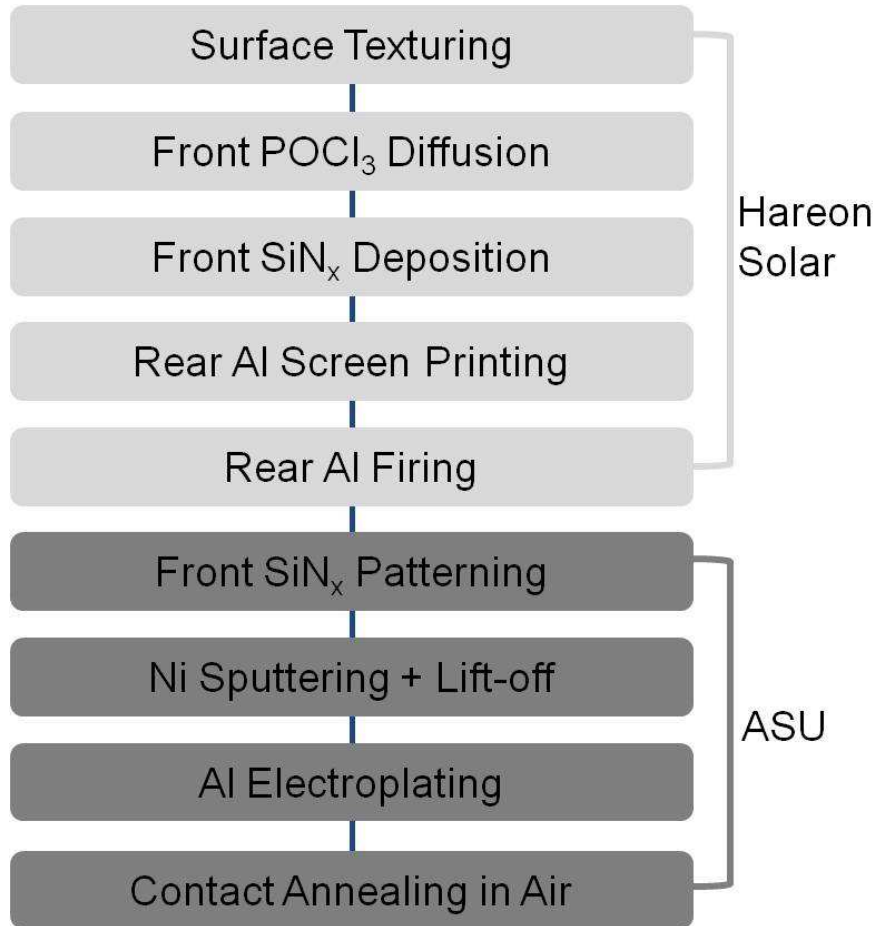 Surface Texturing
Front POCl₃ Diffusion
Front SiNₓ Deposition
Rear Al Screen Printing
Rear Al Firing
Hareon
Solar
Front SiNₓ Patterning
Ni Sputtering + Lift-off
Al Electroplating
Contact Annealing in Air
ASU